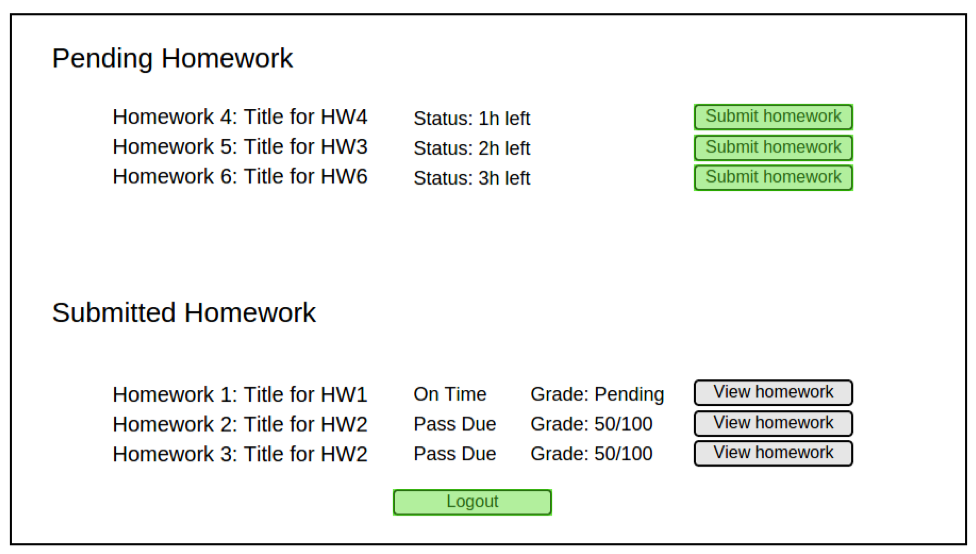 Pending Homework
Homework 4: Title for HW4 Status: 1h left Submit homework
Homework 5: Title for HW3 Status: 2h left Submit homework
Homework 6: Title for HW6 Status: 3h left Submit homework
Submitted Homework
Homework 1: Title for HW1 On Time Grade: Pending View homework
Homework 2: Title for HW2 Pass Due Grade: 50/100 View homework
Homework 3: Title for HW2 Pass Due Grade: 50/100 View homework
Logout